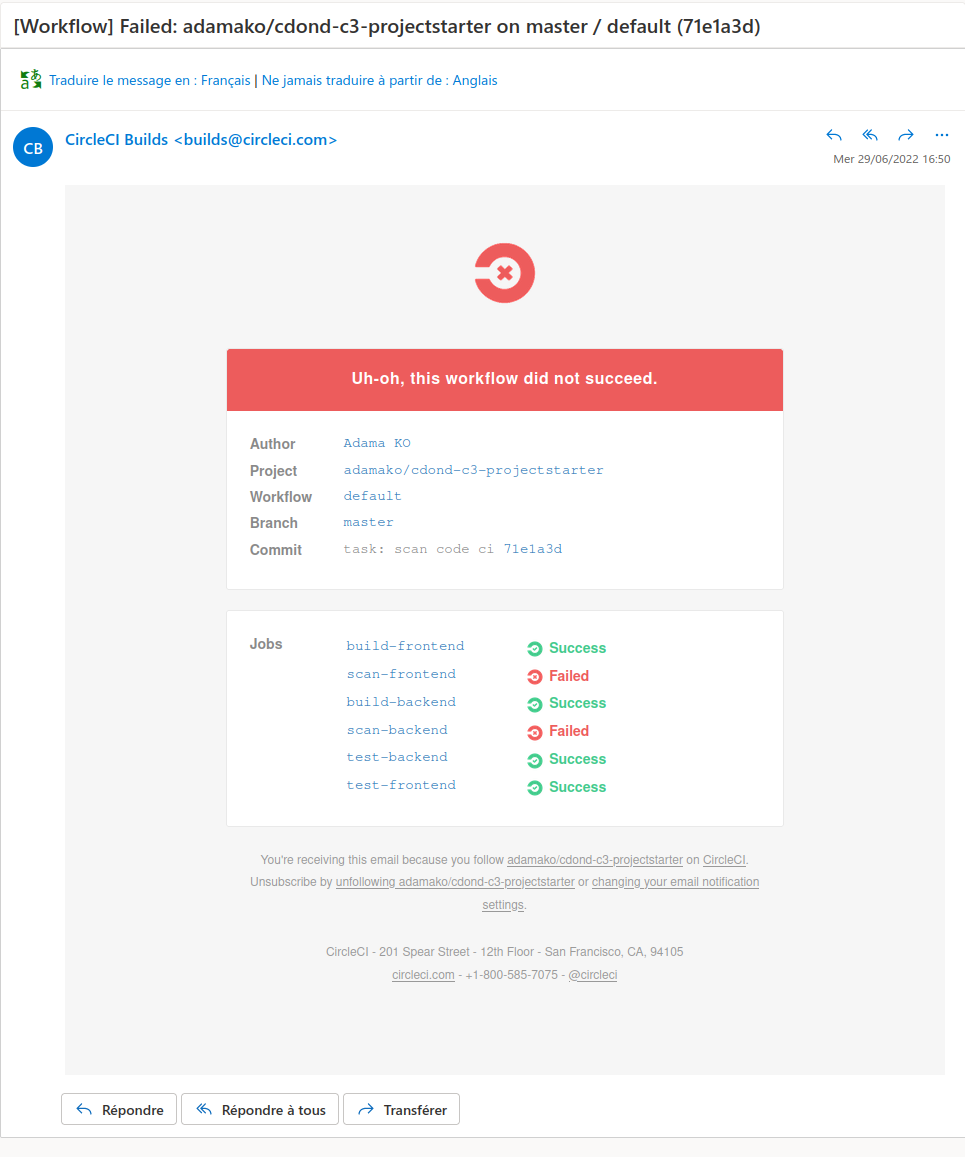 [Workflow] Failed: adamako/cdond-c3-projectstarter on master / default (71e1a3d)
Traduire le message en : Français | Ne jamais traduire à partir de : Anglais
CB
CircleCI Builds <builds@circleci.com>
Mer 29/06/2022 16:50
Uh-oh, this workflow did not succeed.
Author Adama KO
Project adamako/cdond-c3-projectstarter
Workflow default
Branch master
Commit task: scan code ci 71e1a3d
Jobs build-frontend Success
scan-frontend Failed
build-backend Success
scan-backend Failed
test-backend Success
test-frontend Success
You're receiving this email because you follow adamako/cdond-c3-projectstarter on CircleCI.
Unsubscribe by unfollowing adamako/cdond-c3-projectstarter or changing your email notification
settings.
CircleCI - 201 Spear Street - 12th Floor - San Francisco, CA, 94105
circleci.com - +1-800-585-7075 - @circleci
Répondre Répondre à tous Transférer